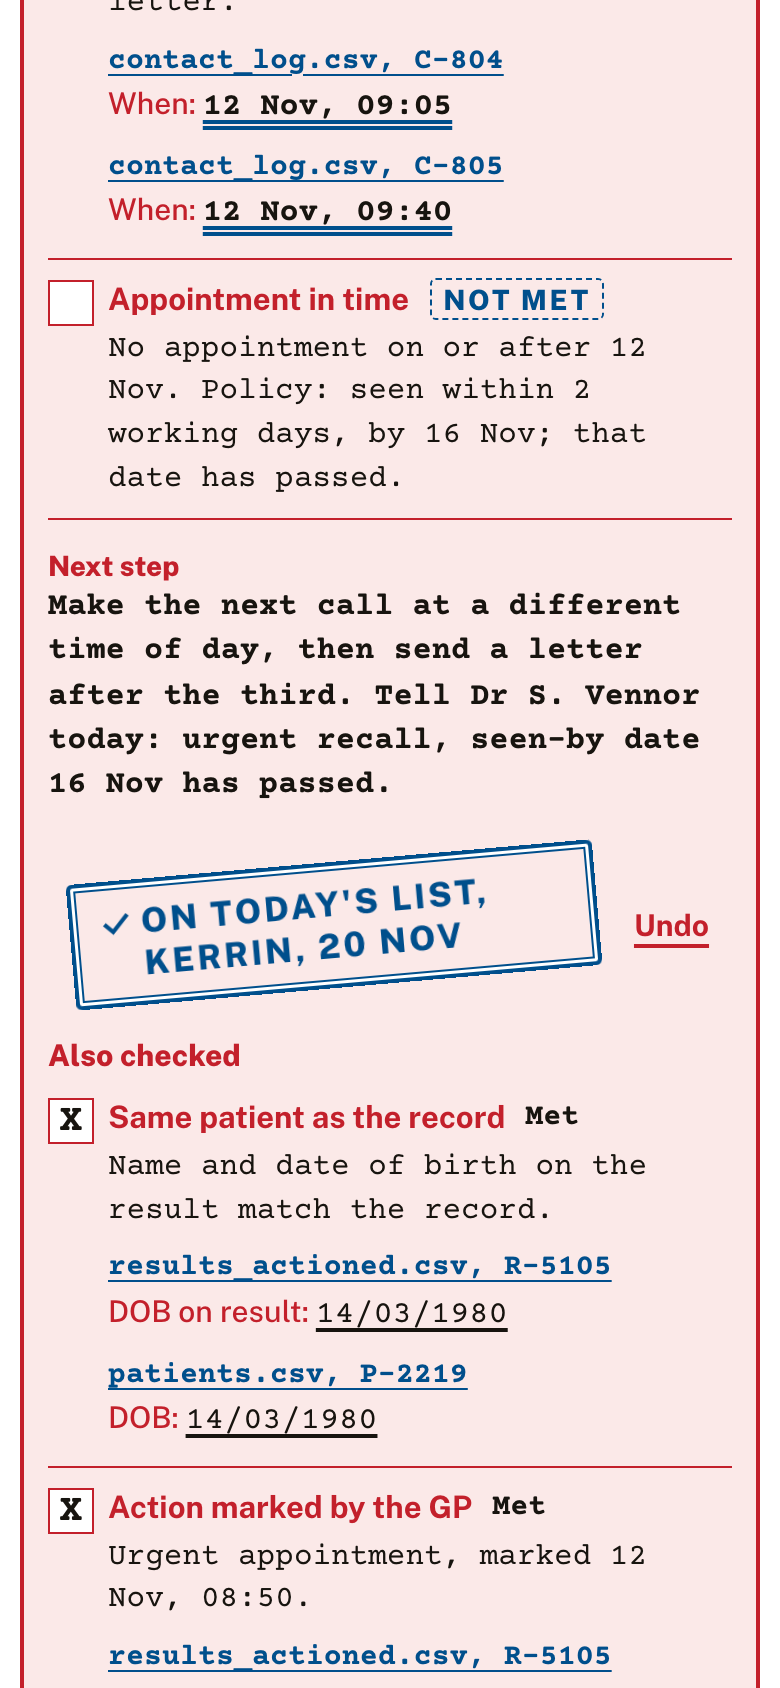 letter.
contact_log.csv, C-804
When: 12 Nov, 09:05
contact_log.csv, C-805
When: 12 Nov, 09:40
Appointment in time NOT MET
No appointment on or after 12
Nov. Policy: seen within 2
working days, by 16 Nov; that
date has passed.
Next step
Make the next call at a different
time of day, then send a letter
after the third. Tell Dr S. Vennor
today: urgent recall, seen-by date
16 Nov has passed.
✓ ON TODAY'S LIST,
KERRIN, 20 NOV
Undo
Also checked
X Same patient as the record Met
Name and date of birth on the
result match the record.
results_actioned.csv, R-5105
DOB on result: 14/03/1980
patients.csv, P-2219
DOB: 14/03/1980
X Action marked by the GP Met
Urgent appointment, marked 12
Nov, 08:50.
results_actioned.csv, R-5105